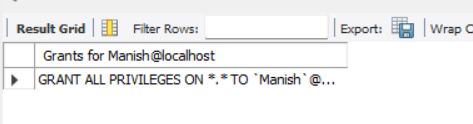 Result Grid Filter Rows: Export: Wrap C
Grants for Manish@localhost
GRANT ALL PRIVILEGES ON *.* TO `Manish`@...